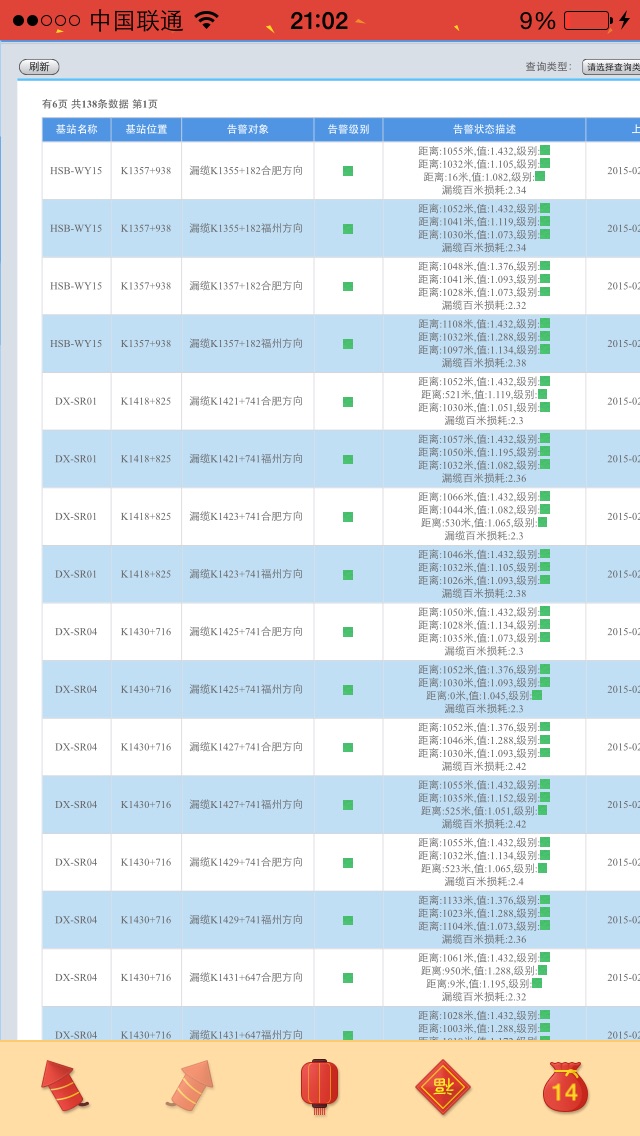 中国联通 21:02 9%
刷新 查询类型: 请选择查询类
有6页 共138条数据 第1页
基站名称 基站位置 告警对象 告警级别 告警状态描述 上
HSB-WY15 K1357+938 漏缆K1355+182合肥方向 2015-02
距离:1055米,值:1.432,级别:
距离:1032米,值:1.105,级别:
距离:16米,值:1.082,级别:
漏缆百米损耗:2.34
HSB-WY15 K1357+938 漏缆K1355+182福州方向 2015-02
距离:1052米,值:1.432,级别:
距离:1041米,值:1.119,级别:
距离:1030米,值:1.073,级别:
漏缆百米损耗:2.34
HSB-WY15 K1357+938 漏缆K1357+182合肥方向 2015-02
距离:1048米,值:1.376,级别:
距离:1041米,值:1.093,级别:
距离:1028米,值:1.073,级别:
漏缆百米损耗:2.32
HSB-WY15 K1357+938 漏缆K1357+182福州方向 2015-02
距离:1108米,值:1.432,级别:
距离:1032米,值:1.288,级别:
距离:1097米,值:1.134,级别:
漏缆百米损耗:2.38
DX-SR01 K1418+825 漏缆K1421+741合肥方向 2015-02
距离:1052米,值:1.432,级别:
距离:521米,值:1.119,级别:
距离:1030米,值:1.051,级别:
漏缆百米损耗:2.3
DX-SR01 K1418+825 漏缆K1421+741福州方向 2015-02
距离:1057米,值:1.432,级别:
距离:1050米,值:1.195,级别:
距离:1032米,值:1.082,级别:
漏缆百米损耗:2.36
DX-SR01 K1418+825 漏缆K1423+741合肥方向 2015-02
距离:1066米,值:1.432,级别:
距离:1044米,值:1.082,级别:
距离:530米,值:1.065,级别:
漏缆百米损耗:2.3
DX-SR01 K1418+825 漏缆K1423+741福州方向 2015-02
距离:1046米,值:1.432,级别:
距离:1032米,值:1.105,级别:
距离:1026米,值:1.093,级别:
漏缆百米损耗:2.38
DX-SR04 K1430+716 漏缆K1425+741合肥方向 2015-02
距离:1050米,值:1.432,级别:
距离:1028米,值:1.134,级别:
距离:1035米,值:1.073,级别:
漏缆百米损耗:2.3
DX-SR04 K1430+716 漏缆K1425+741福州方向 2015-02
距离:1052米,值:1.376,级别:
距离:1030米,值:1.093,级别:
距离:0米,值:1.045,级别:
漏缆百米损耗:2.3
DX-SR04 K1430+716 漏缆K1427+741合肥方向 2015-02
距离:1052米,值:1.376,级别:
距离:1046米,值:1.288,级别:
距离:1030米,值:1.093,级别:
漏缆百米损耗:2.42
DX-SR04 K1430+716 漏缆K1427+741福州方向 2015-02
距离:1055米,值:1.432,级别:
距离:1035米,值:1.152,级别:
距离:525米,值:1.051,级别:
漏缆百米损耗:2.42
DX-SR04 K1430+716 漏缆K1429+741合肥方向 2015-02
距离:1055米,值:1.432,级别:
距离:1032米,值:1.134,级别:
距离:523米,值:1.065,级别:
漏缆百米损耗:2.4
DX-SR04 K1430+716 漏缆K1429+741福州方向 2015-02
距离:1133米,值:1.376,级别:
距离:1023米,值:1.288,级别:
距离:1104米,值:1.073,级别:
漏缆百米损耗:2.36
DX-SR04 K1430+716 漏缆K1431+647合肥方向 2015-02
距离:1061米,值:1.432,级别:
距离:950米,值:1.288,级别:
距离:9米,值:1.195,级别:
漏缆百米损耗:2.32
DX-SR04 K1430+716 漏缆K1431+647福州方向 2015-02
距离:1028米,值:1.432,级别:
距离:1003米,值:1.288,级别:
福
14